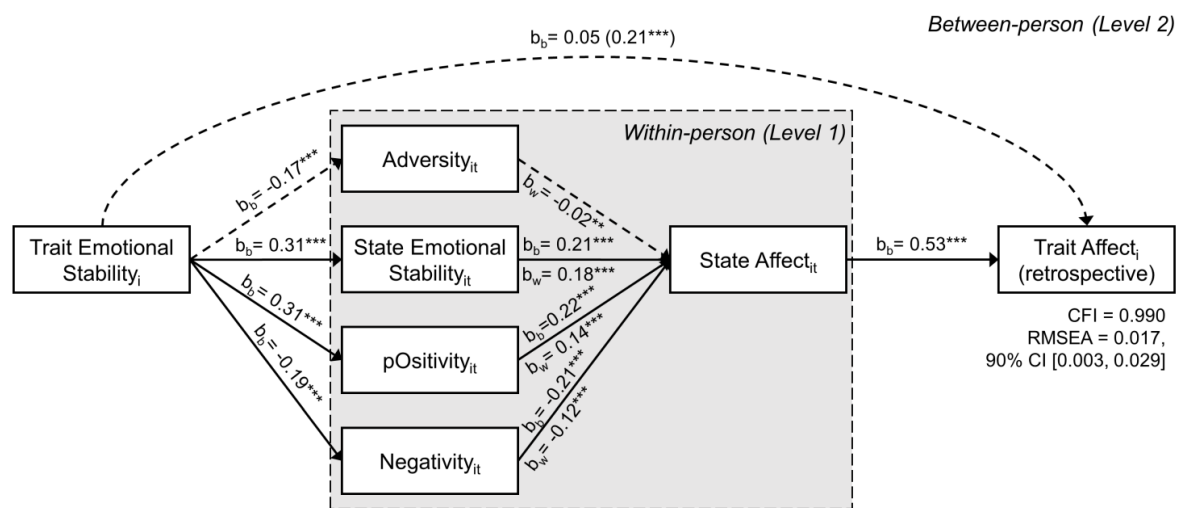 Between-person (Level 2)
b_b= 0.05 (0.21***)
Within-person (Level 1)
Adversity_it
b_b= -0.17***
b_w= -0.02**
Trait Emotional
Stability_i
b_b= 0.31***
State Emotional
Stability_it
b_b= 0.21***
b_w= 0.18***
State Affect_it
b_b= 0.53***
Trait Affect_i
(retrospective)
b_b= 0.31***
pOsitivity_it
b_b=0.22***
b_w= 0.14***
b_b= -0.19***
Negativity_it
b_b= -0.21***
b_w= -0.12***
CFI = 0.990
RMSEA = 0.017,
90% CI [0.003, 0.029]